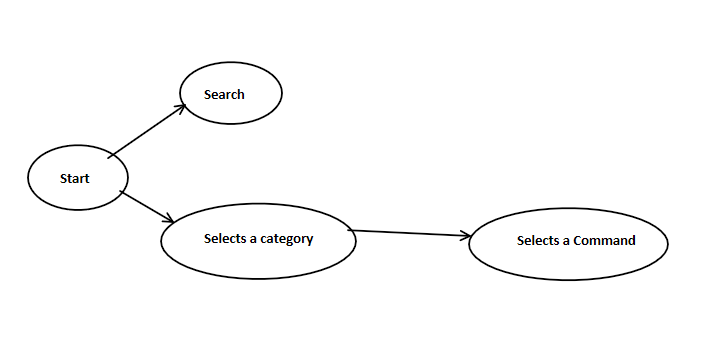 Search
Start
Selects a category
Selects a Command